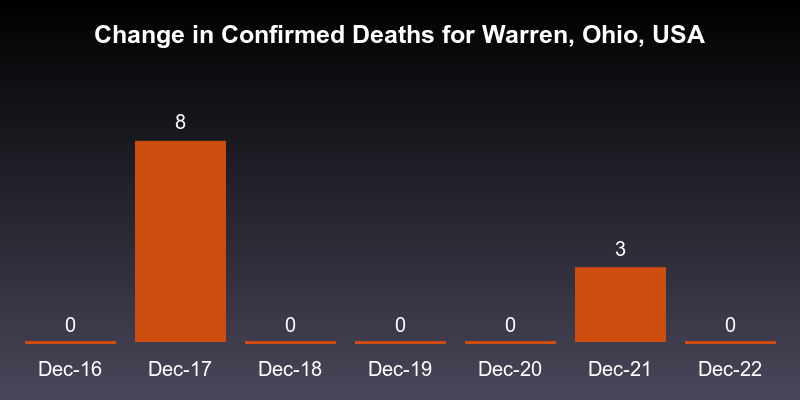 Change in Confirmed Deaths for Warren, Ohio, USA
8
3
0 0 0 0 0
Dec-16 Dec-17 Dec-18 Dec-19 Dec-20 Dec-21 Dec-22